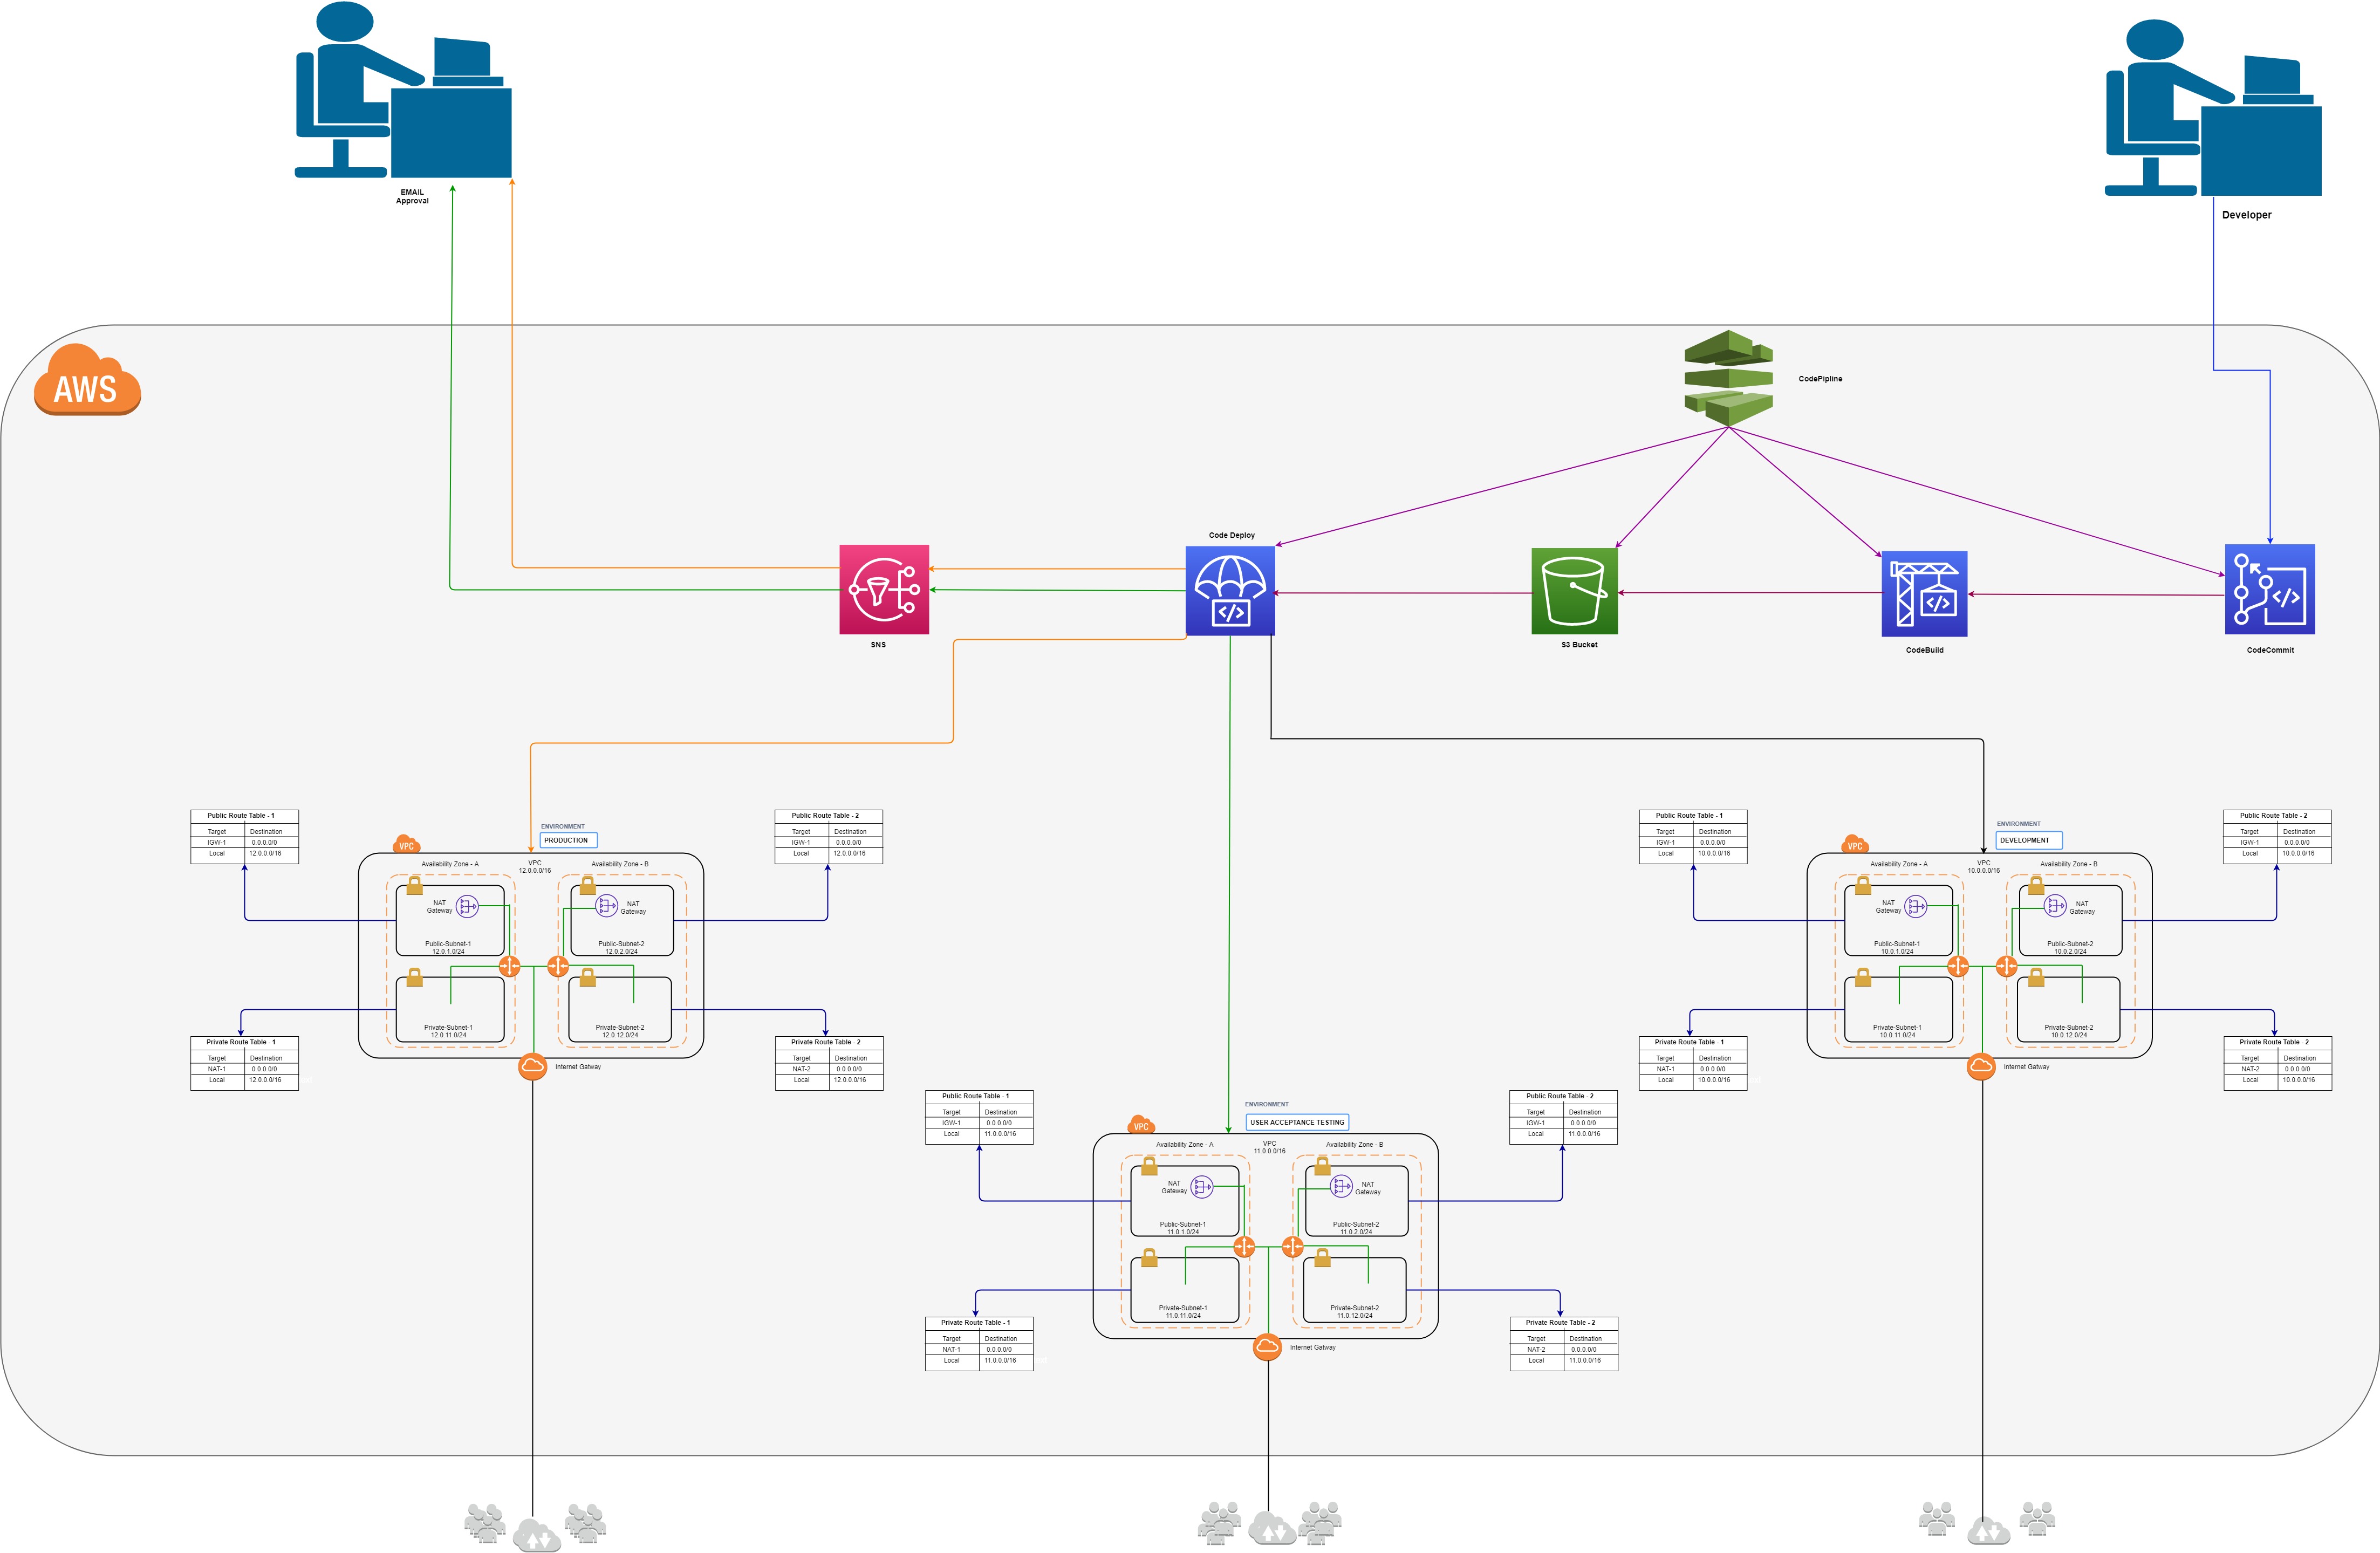 EMAIL
Approval
Developer
AWS
CodePipline
Code Deploy
SNS
S3 Bucket
CodeBuild
CodeCommit
Public Route Table - 1
Target Destination
IGW-1 0.0.0.0/0
Local 12.0.0.0/16
Public Route Table - 2
Target Destination
IGW-1 0.0.0.0/0
Local 12.0.0.0/16
ENVIRONMENT
PRODUCTION
VPC
Availability Zone - A
VPC
12.0.0.0/16
Availability Zone - B
NAT
Gateway
NAT
Gateway
Public-Subnet-1
12.0.1.0/24
Public-Subnet-2
12.0.2.0/24
Private-Subnet-1
12.0.11.0/24
Private-Subnet-2
12.0.12.0/24
Internet Gatway
Private Route Table - 1
Target Destination
NAT-1 0.0.0.0/0
Local 12.0.0.0/16
Private Route Table - 2
Target Destination
NAT-2 0.0.0.0/0
Local 12.0.0.0/16
Public Route Table - 1
Target Destination
IGW-1 0.0.0.0/0
Local 11.0.0.0/16
Public Route Table - 2
Target Destination
IGW-1 0.0.0.0/0
Local 11.0.0.0/16
ENVIRONMENT
USER ACCEPTANCE TESTING
VPC
Availability Zone - A
VPC
11.0.0.0/16
Availability Zone - B
NAT
Gateway
NAT
Gateway
Public-Subnet-1
11.0.1.0/24
Public-Subnet-2
11.0.2.0/24
Private-Subnet-1
11.0.11.0/24
Private-Subnet-2
11.0.12.0/24
Internet Gatway
Private Route Table - 1
Target Destination
NAT-1 0.0.0.0/0
Local 11.0.0.0/16
Private Route Table - 2
Target Destination
NAT-2 0.0.0.0/0
Local 11.0.0.0/16
Public Route Table - 1
Target Destination
IGW-1 0.0.0.0/0
Local 10.0.0.0/16
Public Route Table - 2
Target Destination
IGW-1 0.0.0.0/0
Local 10.0.0.0/16
ENVIRONMENT
DEVELOPMENT
VPC
Availability Zone - A
VPC
10.0.0.0/16
Availability Zone - B
NAT
Gateway
NAT
Gateway
Public-Subnet-1
10.0.1.0/24
Public-Subnet-2
10.0.2.0/24
Private-Subnet-1
10.0.11.0/24
Private-Subnet-2
10.0.12.0/24
Internet Gatway
Private Route Table - 1
Target Destination
NAT-1 0.0.0.0/0
Local 10.0.0.0/16
Private Route Table - 2
Target Destination
NAT-2 0.0.0.0/0
Local 10.0.0.0/16